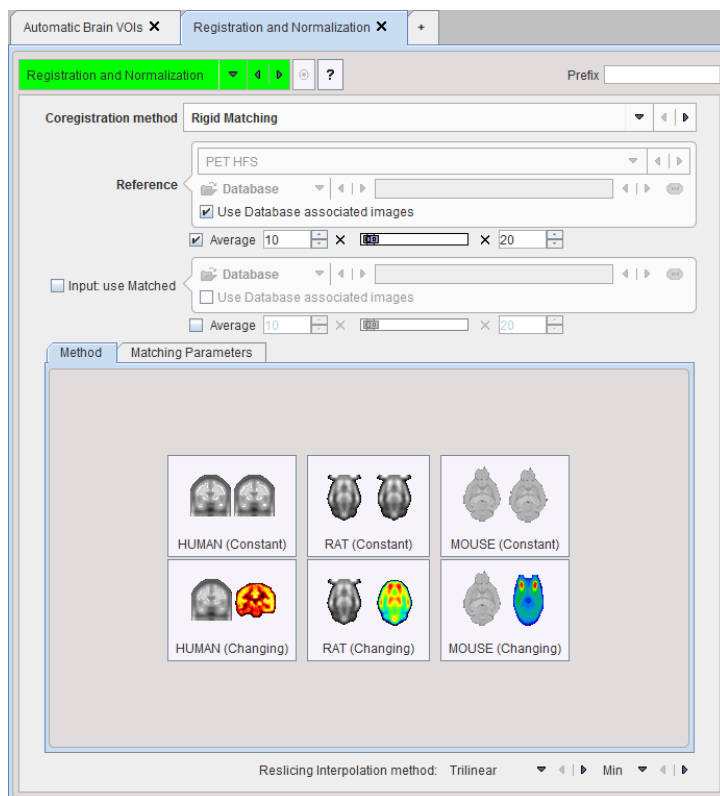 Automatic Brain VOIs ✕ Registration and Normalization ✕ +
Registration and Normalization ? Prefix
Coregistration method Rigid Matching
PET HFS
Reference
Database
Use Database associated images
Average 10 ✕ ✕ 20
Input: use Matched
Database
Use Database associated images
Average 10 ✕ ✕ 20
Method Matching Parameters
HUMAN (Constant) RAT (Constant) MOUSE (Constant)
HUMAN (Changing) RAT (Changing) MOUSE (Changing)
Reslicing Interpolation method: Trilinear Min